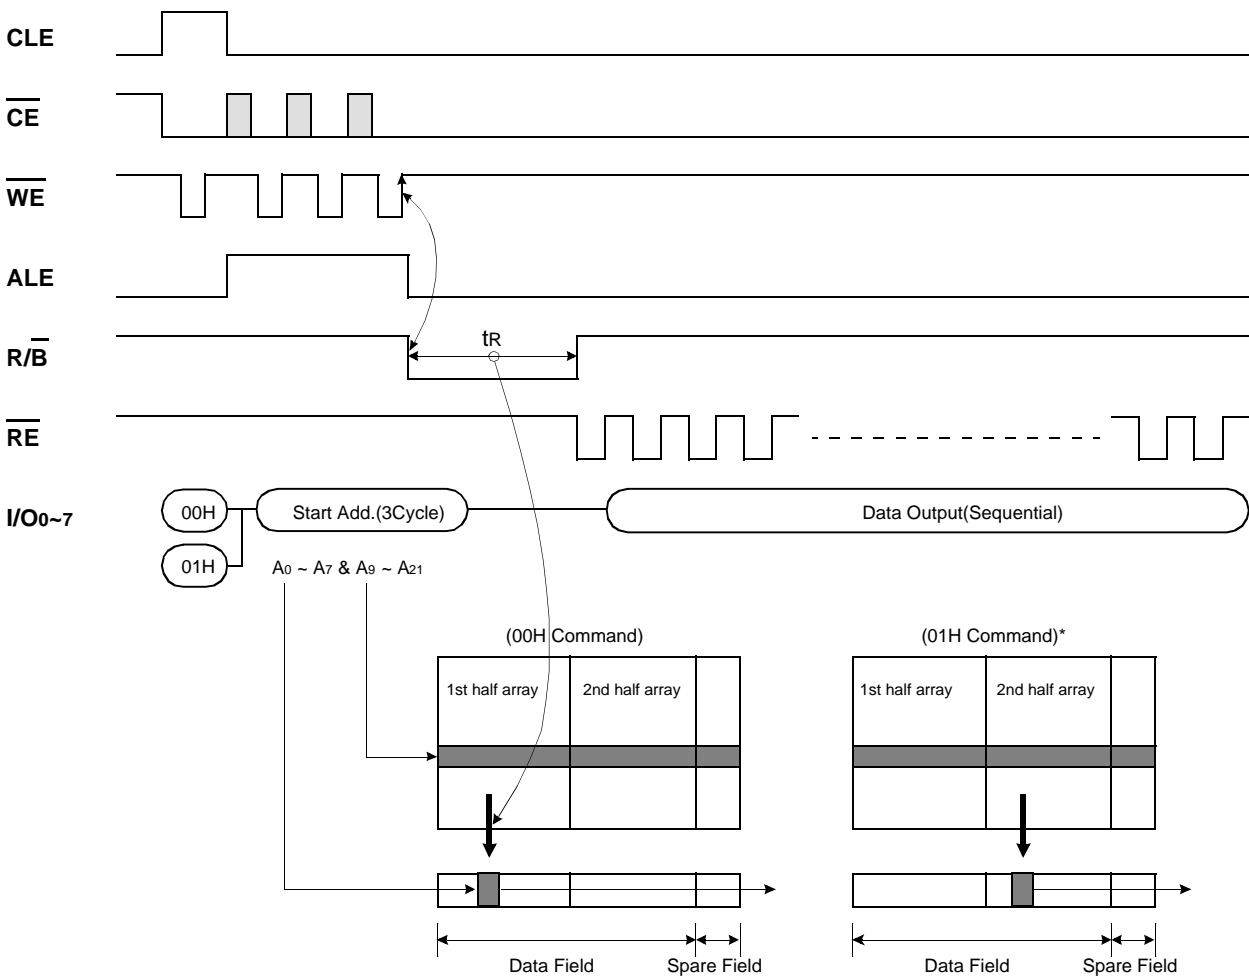 CLE
CE
WE
ALE
R/B
tR
RE
I/O0~7
00H
Start Add.(3Cycle)
Data Output(Sequential)
01H
A0 ~ A7 & A9 ~ A21
(00H Command)
(01H Command)*
1st half array
2nd half array
1st half array
2nd half array
Data Field
Spare Field
Data Field
Spare Field